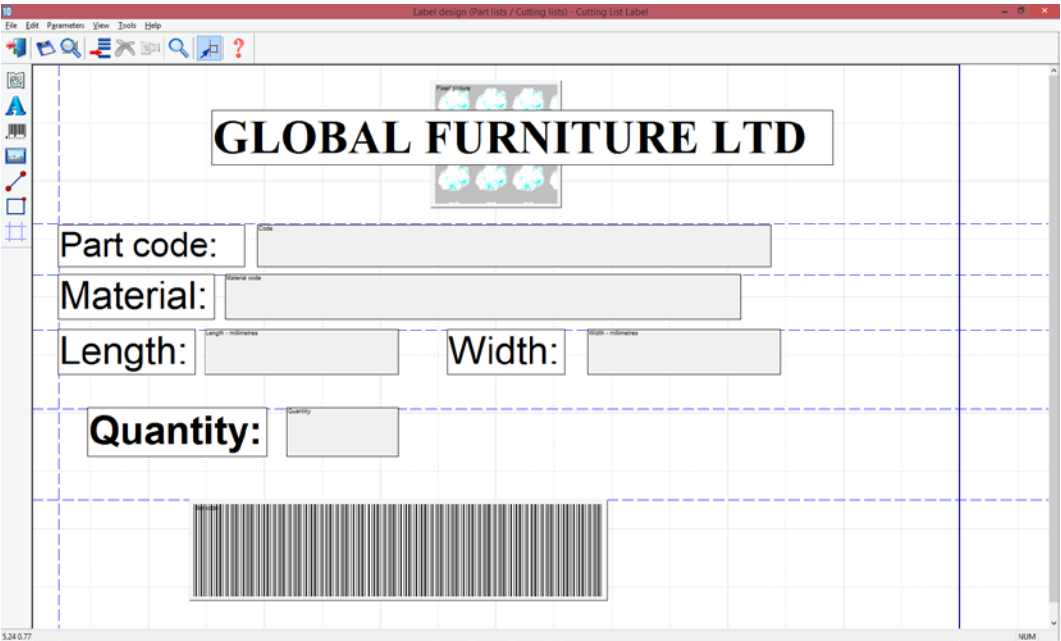 10
Label design (Part lists / Cutting lists) - Cutting List Label
File Edit Parameters View Tools Help
Fixed picture
GLOBAL FURNITURE LTD
Part code:
Code
Material:
Material code
Length:
Length - millimetres
Width:
Width - millimetres
Quantity:
Quantity
Barcode
5.24 0.77
NUM